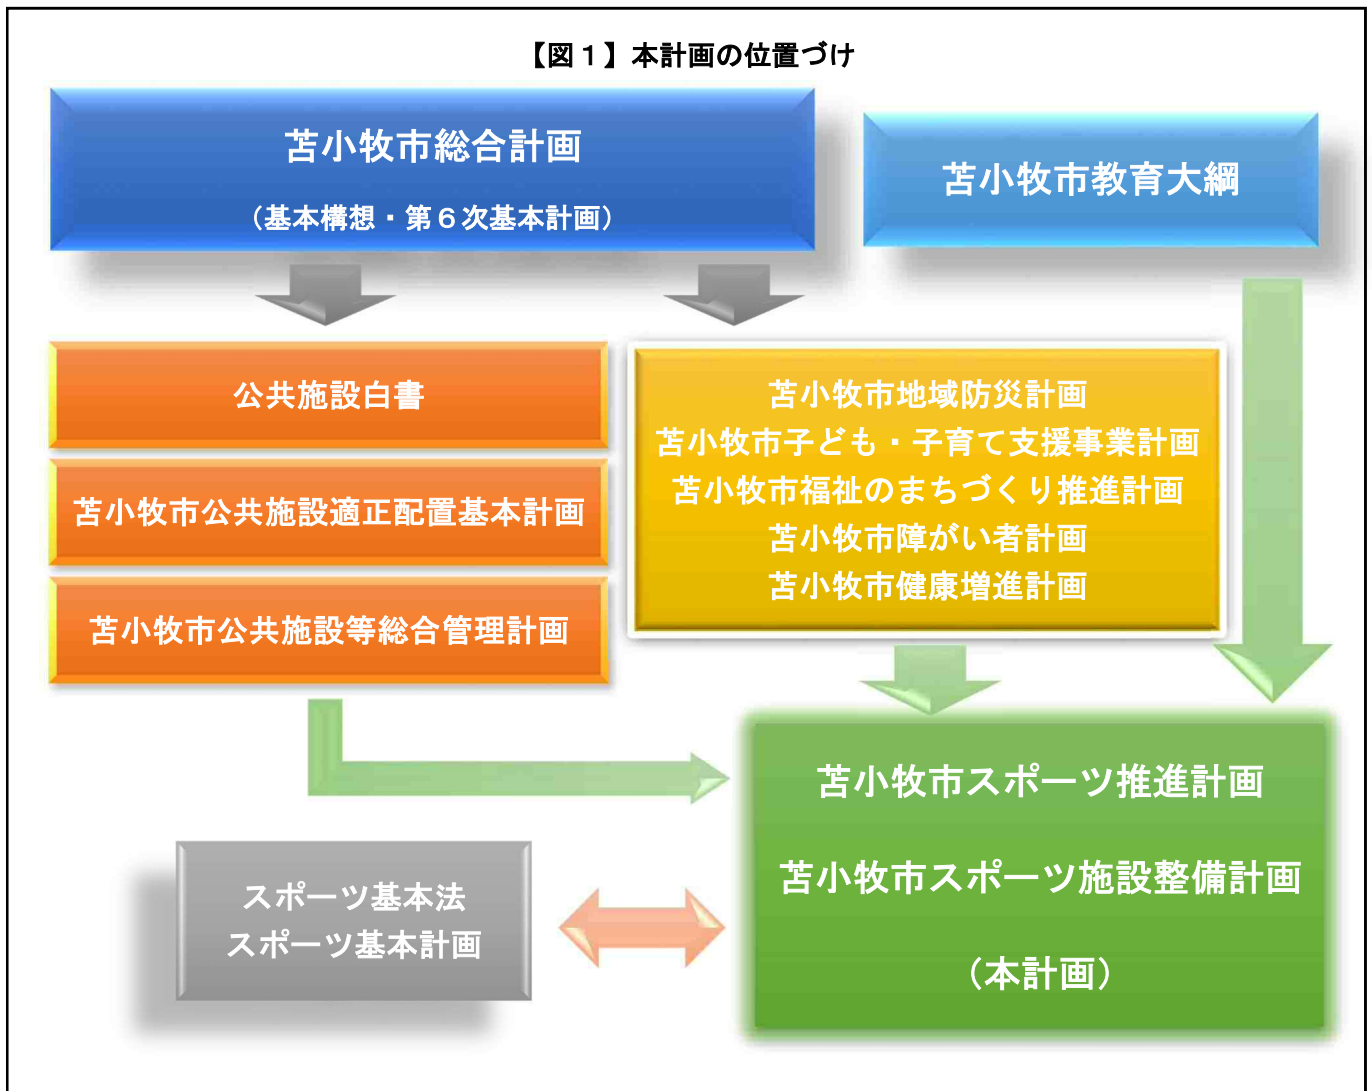 【図１】本計画の位置づけ
苫小牧市総合計画
（基本構想・第６次基本計画）
苫小牧市教育大綱
公共施設白書
苫小牧市公共施設適正配置基本計画
苫小牧市公共施設等総合管理計画
苫小牧市地域防災計画
苫小牧市子ども・子育て支援事業計画
苫小牧市福祉のまちづくり推進計画
苫小牧市障がい者計画
苫小牧市健康増進計画
苫小牧市スポーツ推進計画
苫小牧市スポーツ施設整備計画
（本計画）
スポーツ基本法
スポーツ基本計画